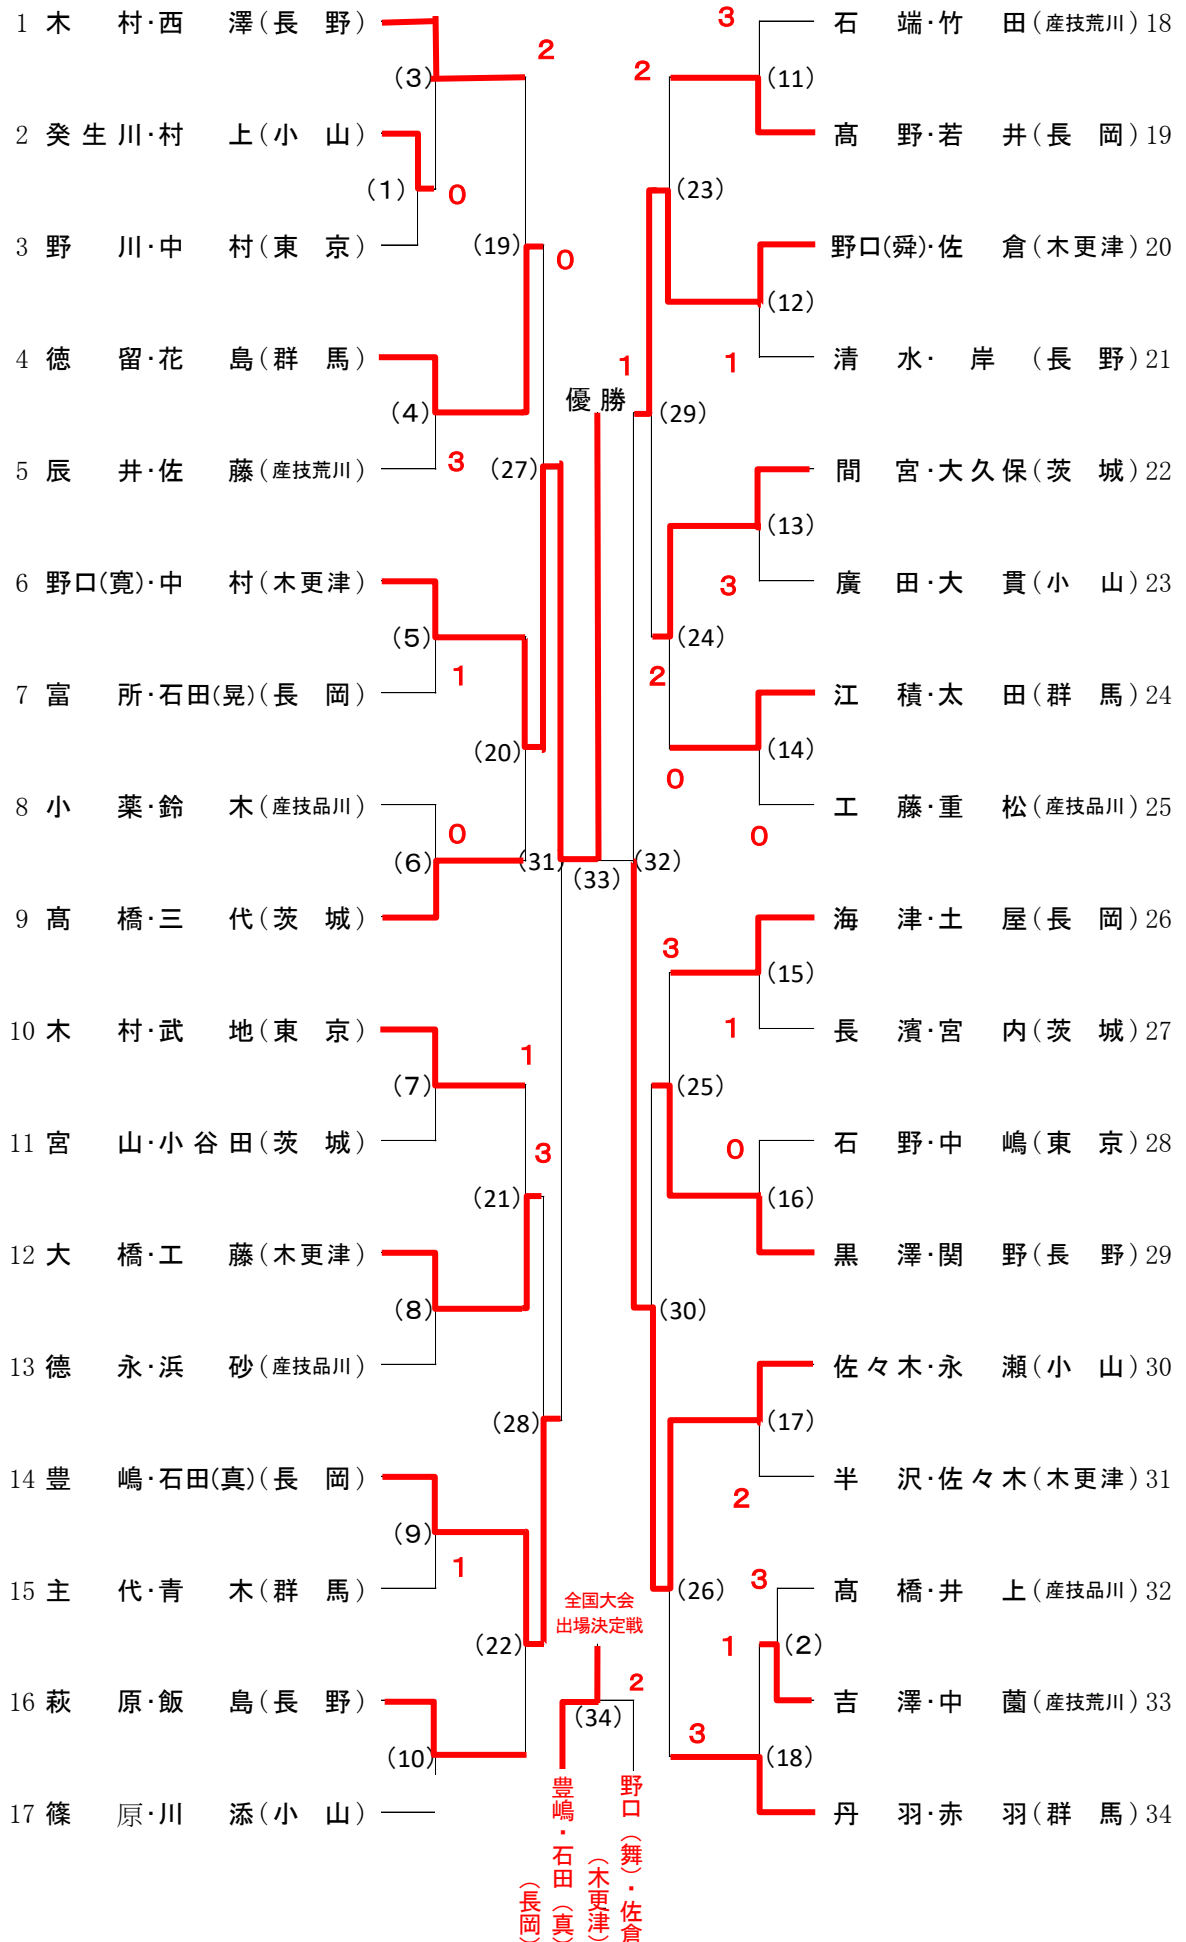 1 木 村・西 澤(長 野)
2 癸生川・村 上(小 山)
3 野 川・中 村(東 京)
4 徳 留・花 島(群 馬)
5 辰 井・佐 藤(産技荒川)
6 野口(寛)・中 村(木更津)
7 富 所・石田(晃)(長 岡)
8 小 薬・鈴 木(産技品川)
9 髙 橋・三 代(茨 城)
10 木 村・武 地(東 京)
11 宮 山・小谷田(茨 城)
12 大 橋・工 藤(木更津)
13 德 永・浜 砂(産技品川)
14 豊 嶋・石田(真)(長 岡)
15 主 代・青 木(群 馬)
16 萩 原・飯 島(長 野)
17 篠 原・川 添(小 山)
(3)
2
(1)
0
(19)
0
(4)
3
(27)
(5)
1
(20)
0
(6)
(31)
(7)
1
3
(21)
(8)
(28)
(9)
1
(22)
(10)
優勝
(33)
全国大会
出場決定戦
2
(34)
豊嶋・石田(真)
(長岡)
野口(舞)・佐倉
(木更津)
3
2
(11)
(23)
(12)
1
1
(29)
(13)
3
(24)
2
(14)
0
0
(32)
3
(15)
1
(25)
0
(16)
(30)
(17)
2
(26)
3
1
(2)
3
(18)
石 端・竹 田(産技荒川)18
髙 野・若 井(長 岡)19
野口(舜)・佐 倉(木更津)20
清 水・ 岸 (長 野)21
間 宮・大久保(茨 城)22
廣 田・大 貫(小 山)23
江 積・太 田(群 馬)24
工 藤・重 松(産技品川)25
海 津・土 屋(長 岡)26
長 濱・宮 内(茨 城)27
石 野・中 嶋(東 京)28
黒 澤・関 野(長 野)29
佐々木・永 瀬(小 山)30
半 沢・佐々木(木更津)31
髙 橋・井 上(産技品川)32
吉 澤・中 薗(産技荒川)33
丹 羽・赤 羽(群 馬)34